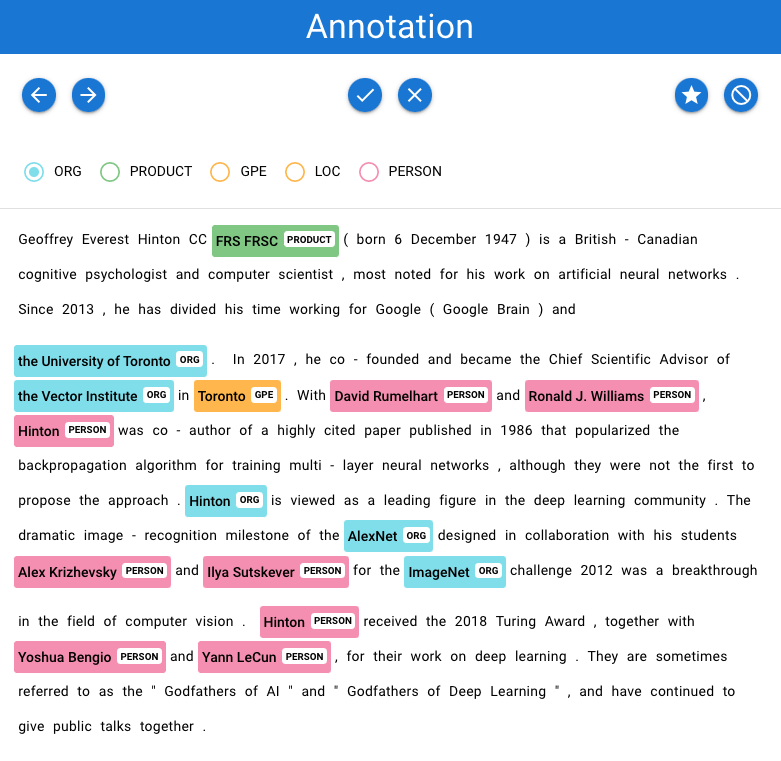 Annotation
ORG PRODUCT GPE LOC PERSON
Geoffrey Everest Hinton CC FRS FRSC PRODUCT ( born 6 December 1947 ) is a British - Canadian
cognitive psychologist and computer scientist , most noted for his work on artificial neural networks .
Since 2013 , he has divided his time working for Google ( Google Brain ) and
the University of Toronto ORG . In 2017 , he co - founded and became the Chief Scientific Advisor of
the Vector Institute ORG in Toronto GPE . With David Rumelhart PERSON and Ronald J. Williams PERSON ,
Hinton PERSON was co - author of a highly cited paper published in 1986 that popularized the
backpropagation algorithm for training multi - layer neural networks , although they were not the first to
propose the approach . Hinton ORG is viewed as a leading figure in the deep learning community . The
dramatic image - recognition milestone of the AlexNet ORG designed in collaboration with his students
Alex Krizhevsky PERSON and Ilya Sutskever PERSON for the ImageNet ORG challenge 2012 was a breakthrough
in the field of computer vision . Hinton PERSON received the 2018 Turing Award , together with
Yoshua Bengio PERSON and Yann LeCun PERSON , for their work on deep learning . They are sometimes
referred to as the " Godfathers of AI " and " Godfathers of Deep Learning " , and have continued to
give public talks together .